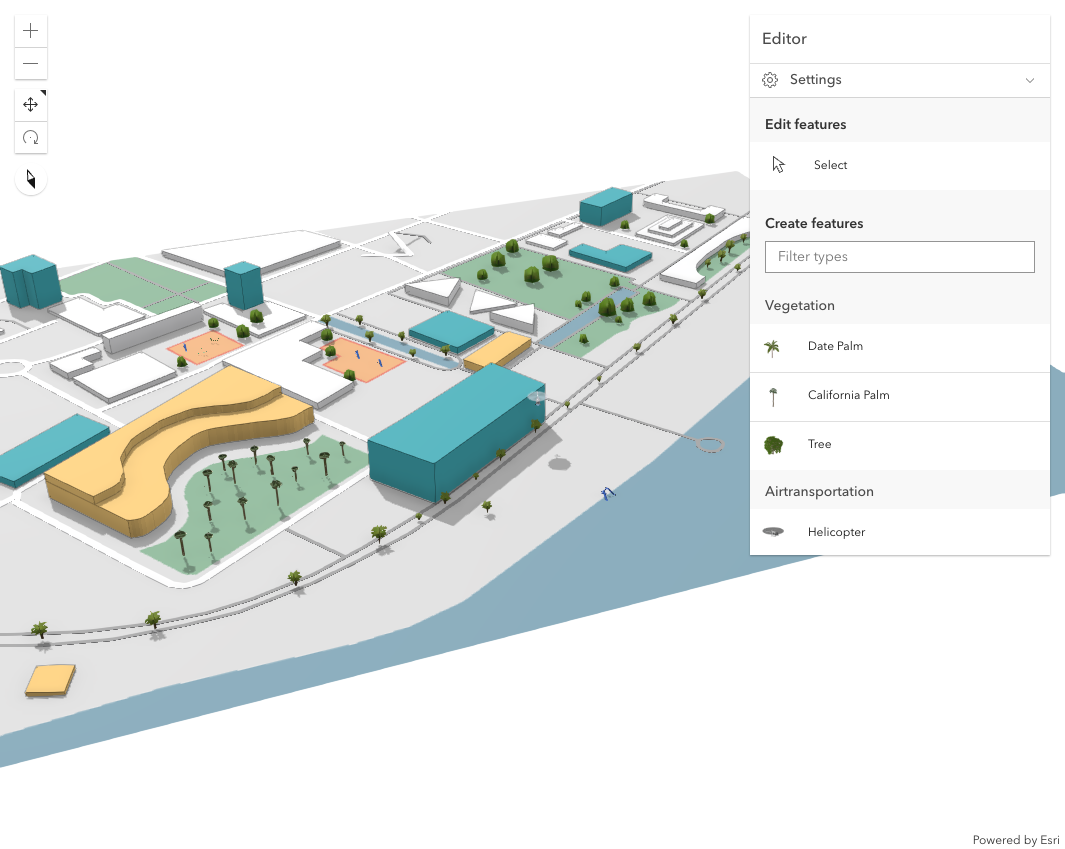 Editor
Settings
Edit features
Select
Create features
Filter types
Vegetation
Date Palm
California Palm
Tree
Airtransportation
Helicopter
Powered by Esri